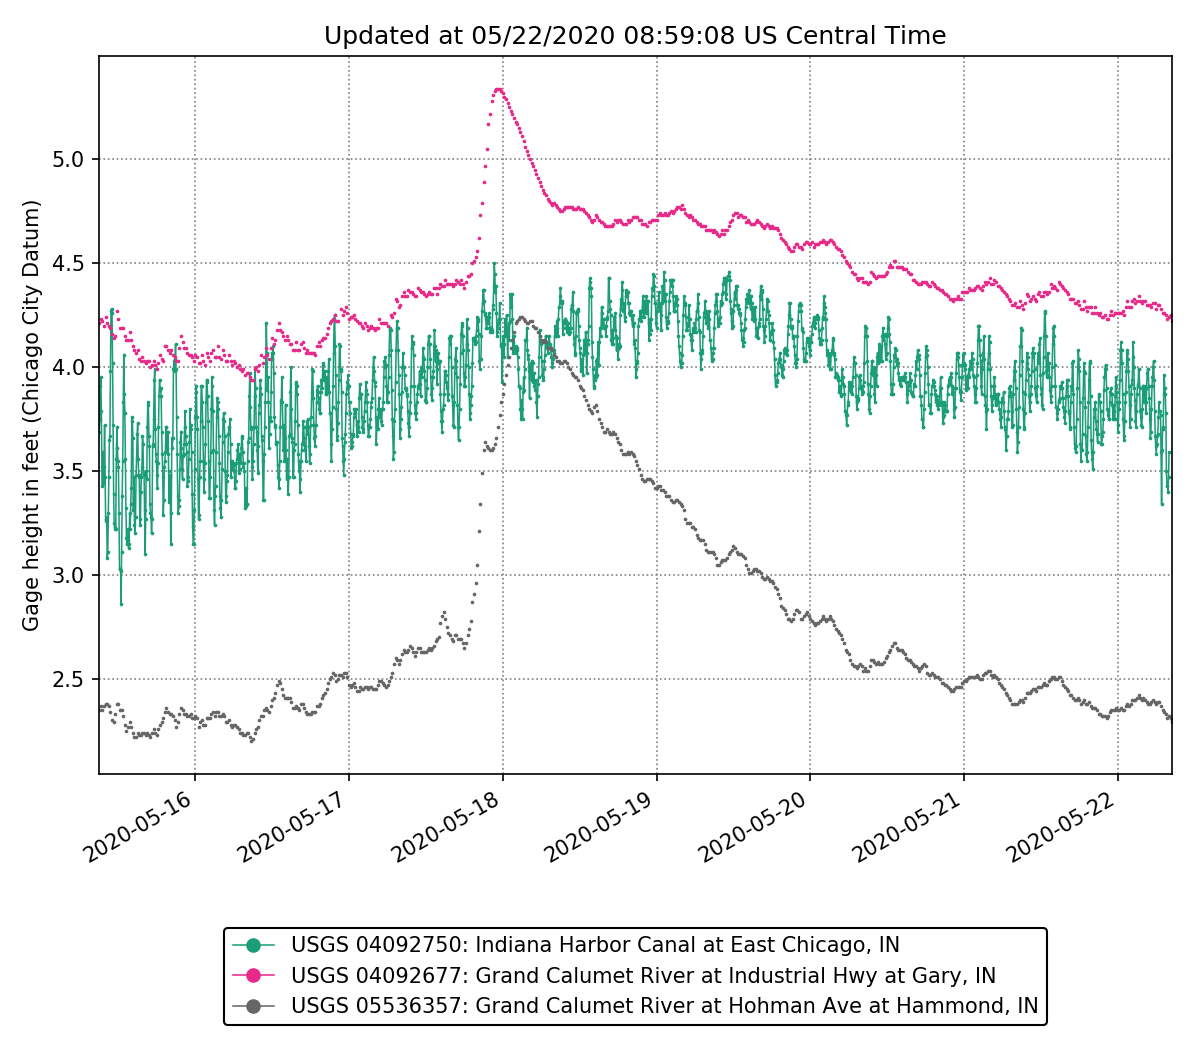 Updated at 05/22/2020 08:59:08 US Central Time
Gage height in feet (Chicago City Datum)
5.0
4.5
4.0
3.5
3.0
2.5
2020-05-16
2020-05-17
2020-05-18
2020-05-19
2020-05-20
2020-05-21
2020-05-22
USGS 04092750: Indiana Harbor Canal at East Chicago, IN
USGS 04092677: Grand Calumet River at Industrial Hwy at Gary, IN
USGS 05536357: Grand Calumet River at Hohman Ave at Hammond, IN